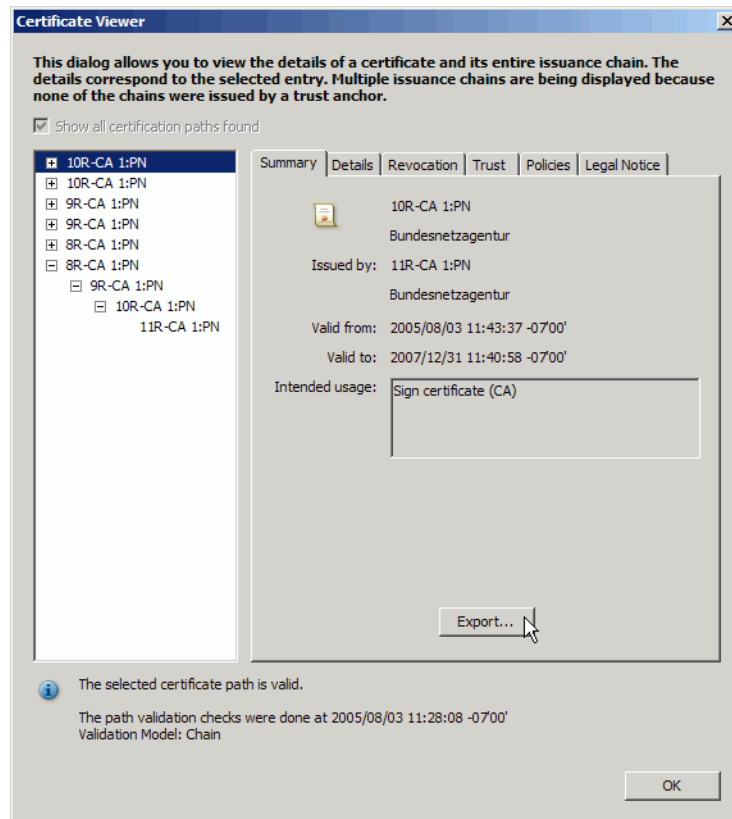 Certificate Viewer
This dialog allows you to view the details of a certificate and its entire issuance chain. The
details correspond to the selected entry. Multiple issuance chains are being displayed because
none of the chains were issued by a trust anchor.
Show all certification paths found
10R-CA 1:PN
10R-CA 1:PN
9R-CA 1:PN
9R-CA 1:PN
8R-CA 1:PN
8R-CA 1:PN
9R-CA 1:PN
10R-CA 1:PN
11R-CA 1:PN
Summary Details Revocation Trust Policies Legal Notice
10R-CA 1:PN
Bundesnetzagentur
Issued by: 11R-CA 1:PN
Bundesnetzagentur
Valid from: 2005/08/03 11:43:37 -07'00'
Valid to: 2007/12/31 11:40:58 -07'00'
Intended usage: Sign certificate (CA)
Export...
The selected certificate path is valid.
The path validation checks were done at 2005/08/03 11:28:08 -07'00'
Validation Model: Chain
OK